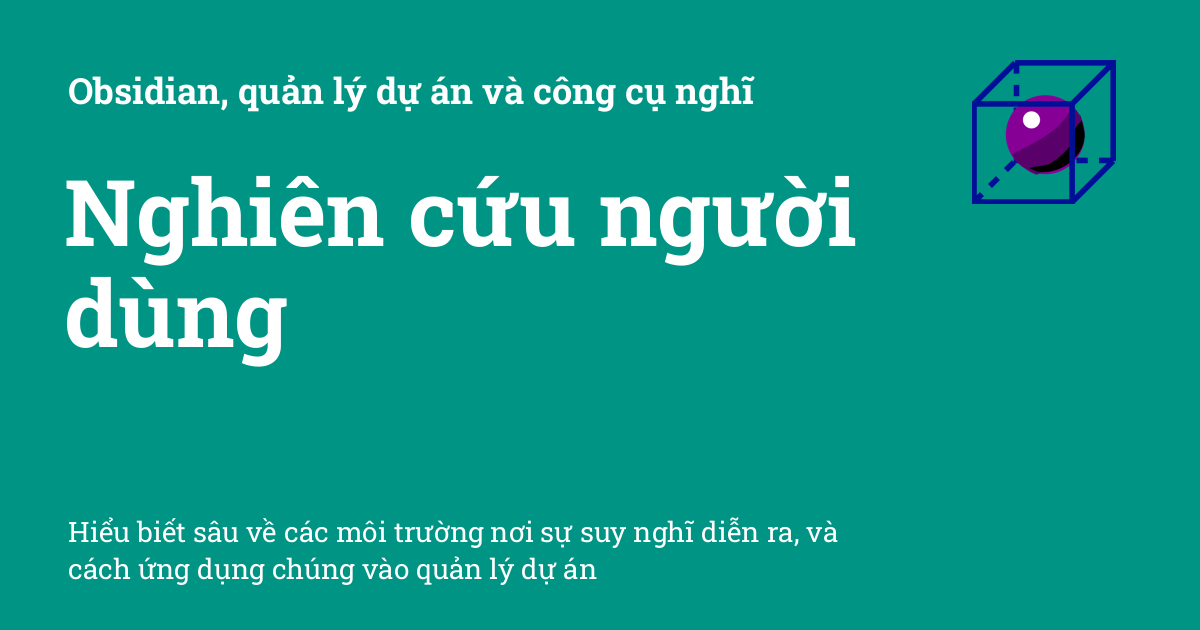 Obsidian, quản lý dự án và công cụ nghĩ
Nghiên cứu người
dùng
Hiểu biết sâu về các môi trường nơi sự suy nghĩ diễn ra, và
cách ứng dụng chúng vào quản lý dự án